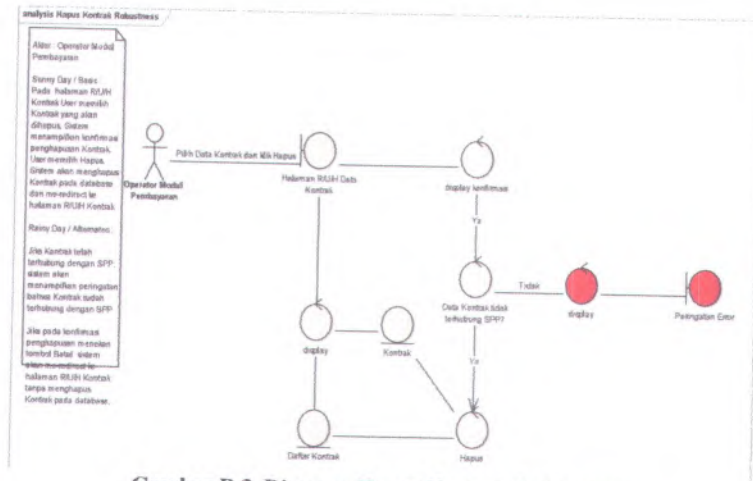 analysis Hapus Kontrak Robustness
Aktor : Operator Modul
Pembayaran
Sunny Day / Basis :
Pada halaman R/U/H
Kontrak User memilih
Kontrak yang akan
dihapus. Sistem
menampilkan konfirmasi
penghapusan Kontrak.
User memilih Hapus.
Sistem akan menghapus
Kontrak pada database
dan me-redirect ke
halaman R/U/H Kontrak
Rainy Day / Alternates :
Jika Kontrak telah
terhubung dengan SPP,
sistem akan
menampilkan peringatan
bahwa Kontrak sudah
terhubung dengan SPP
Jika pada konfirmasi
penghapusan menekan
tombol Batal sistem
akan me-redirect ke
halaman R/U/H Kontrak
tanpa menghapus
Kontrak pada database.
Operator Modul
Pembayaran
Pilih Data Kontrak dan klik Hapus
Halaman R/U/H Data
Kontrak
display konfirmasi
Ya
Data Kontrak tidak
terhubung SPP?
Tidak
display
Peringatan Error
Ya
display
Kontrak
Daftar Kontrak
Hapus